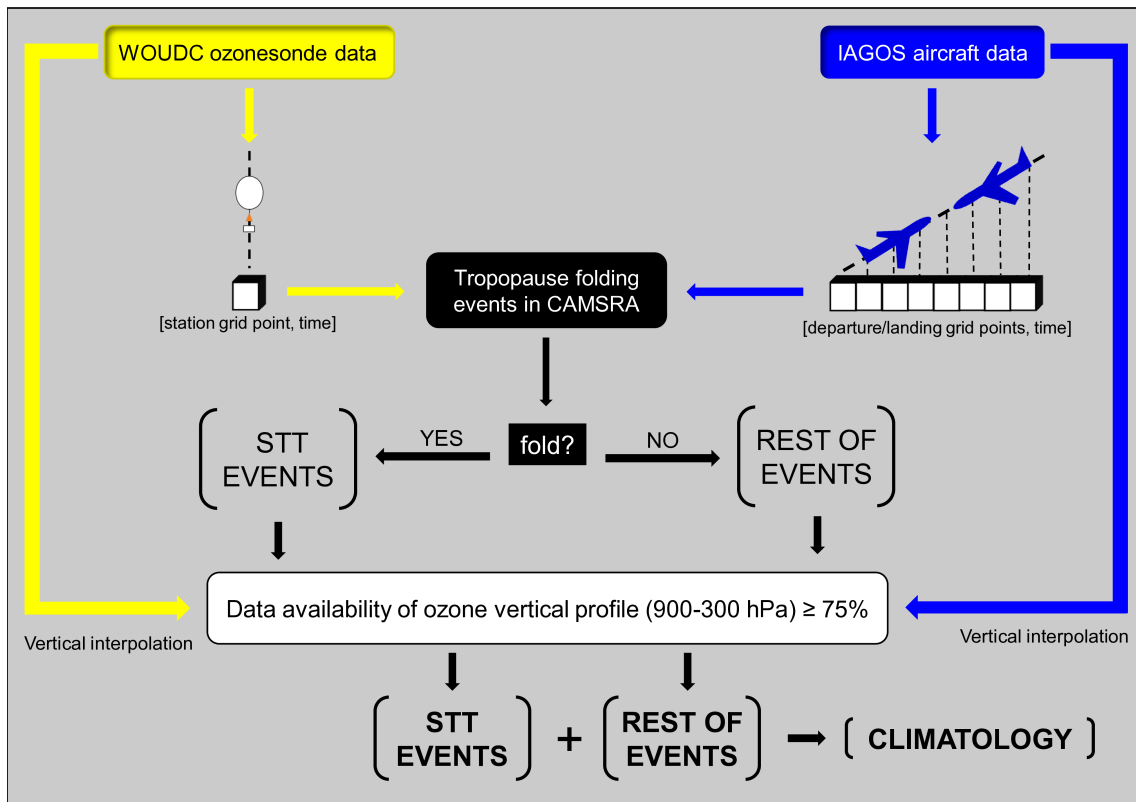 WOUDC ozonesonde data
IAGOS aircraft data
Tropopause folding
events in CAMSRA
[station grid point, time]
[departure/landing grid points, time]
STT
EVENTS
YES
fold?
NO
REST OF
EVENTS
Data availability of ozone vertical profile (900-300 hPa) ≥ 75%
Vertical interpolation
Vertical interpolation
STT
EVENTS
+
REST OF
EVENTS
CLIMATOLOGY